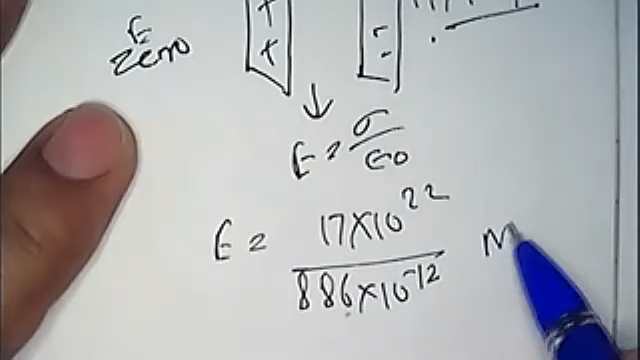 E
zero
+ -
+ -
E = σ/ε0
E = 17×10^22 / 8.86×10^-12 N